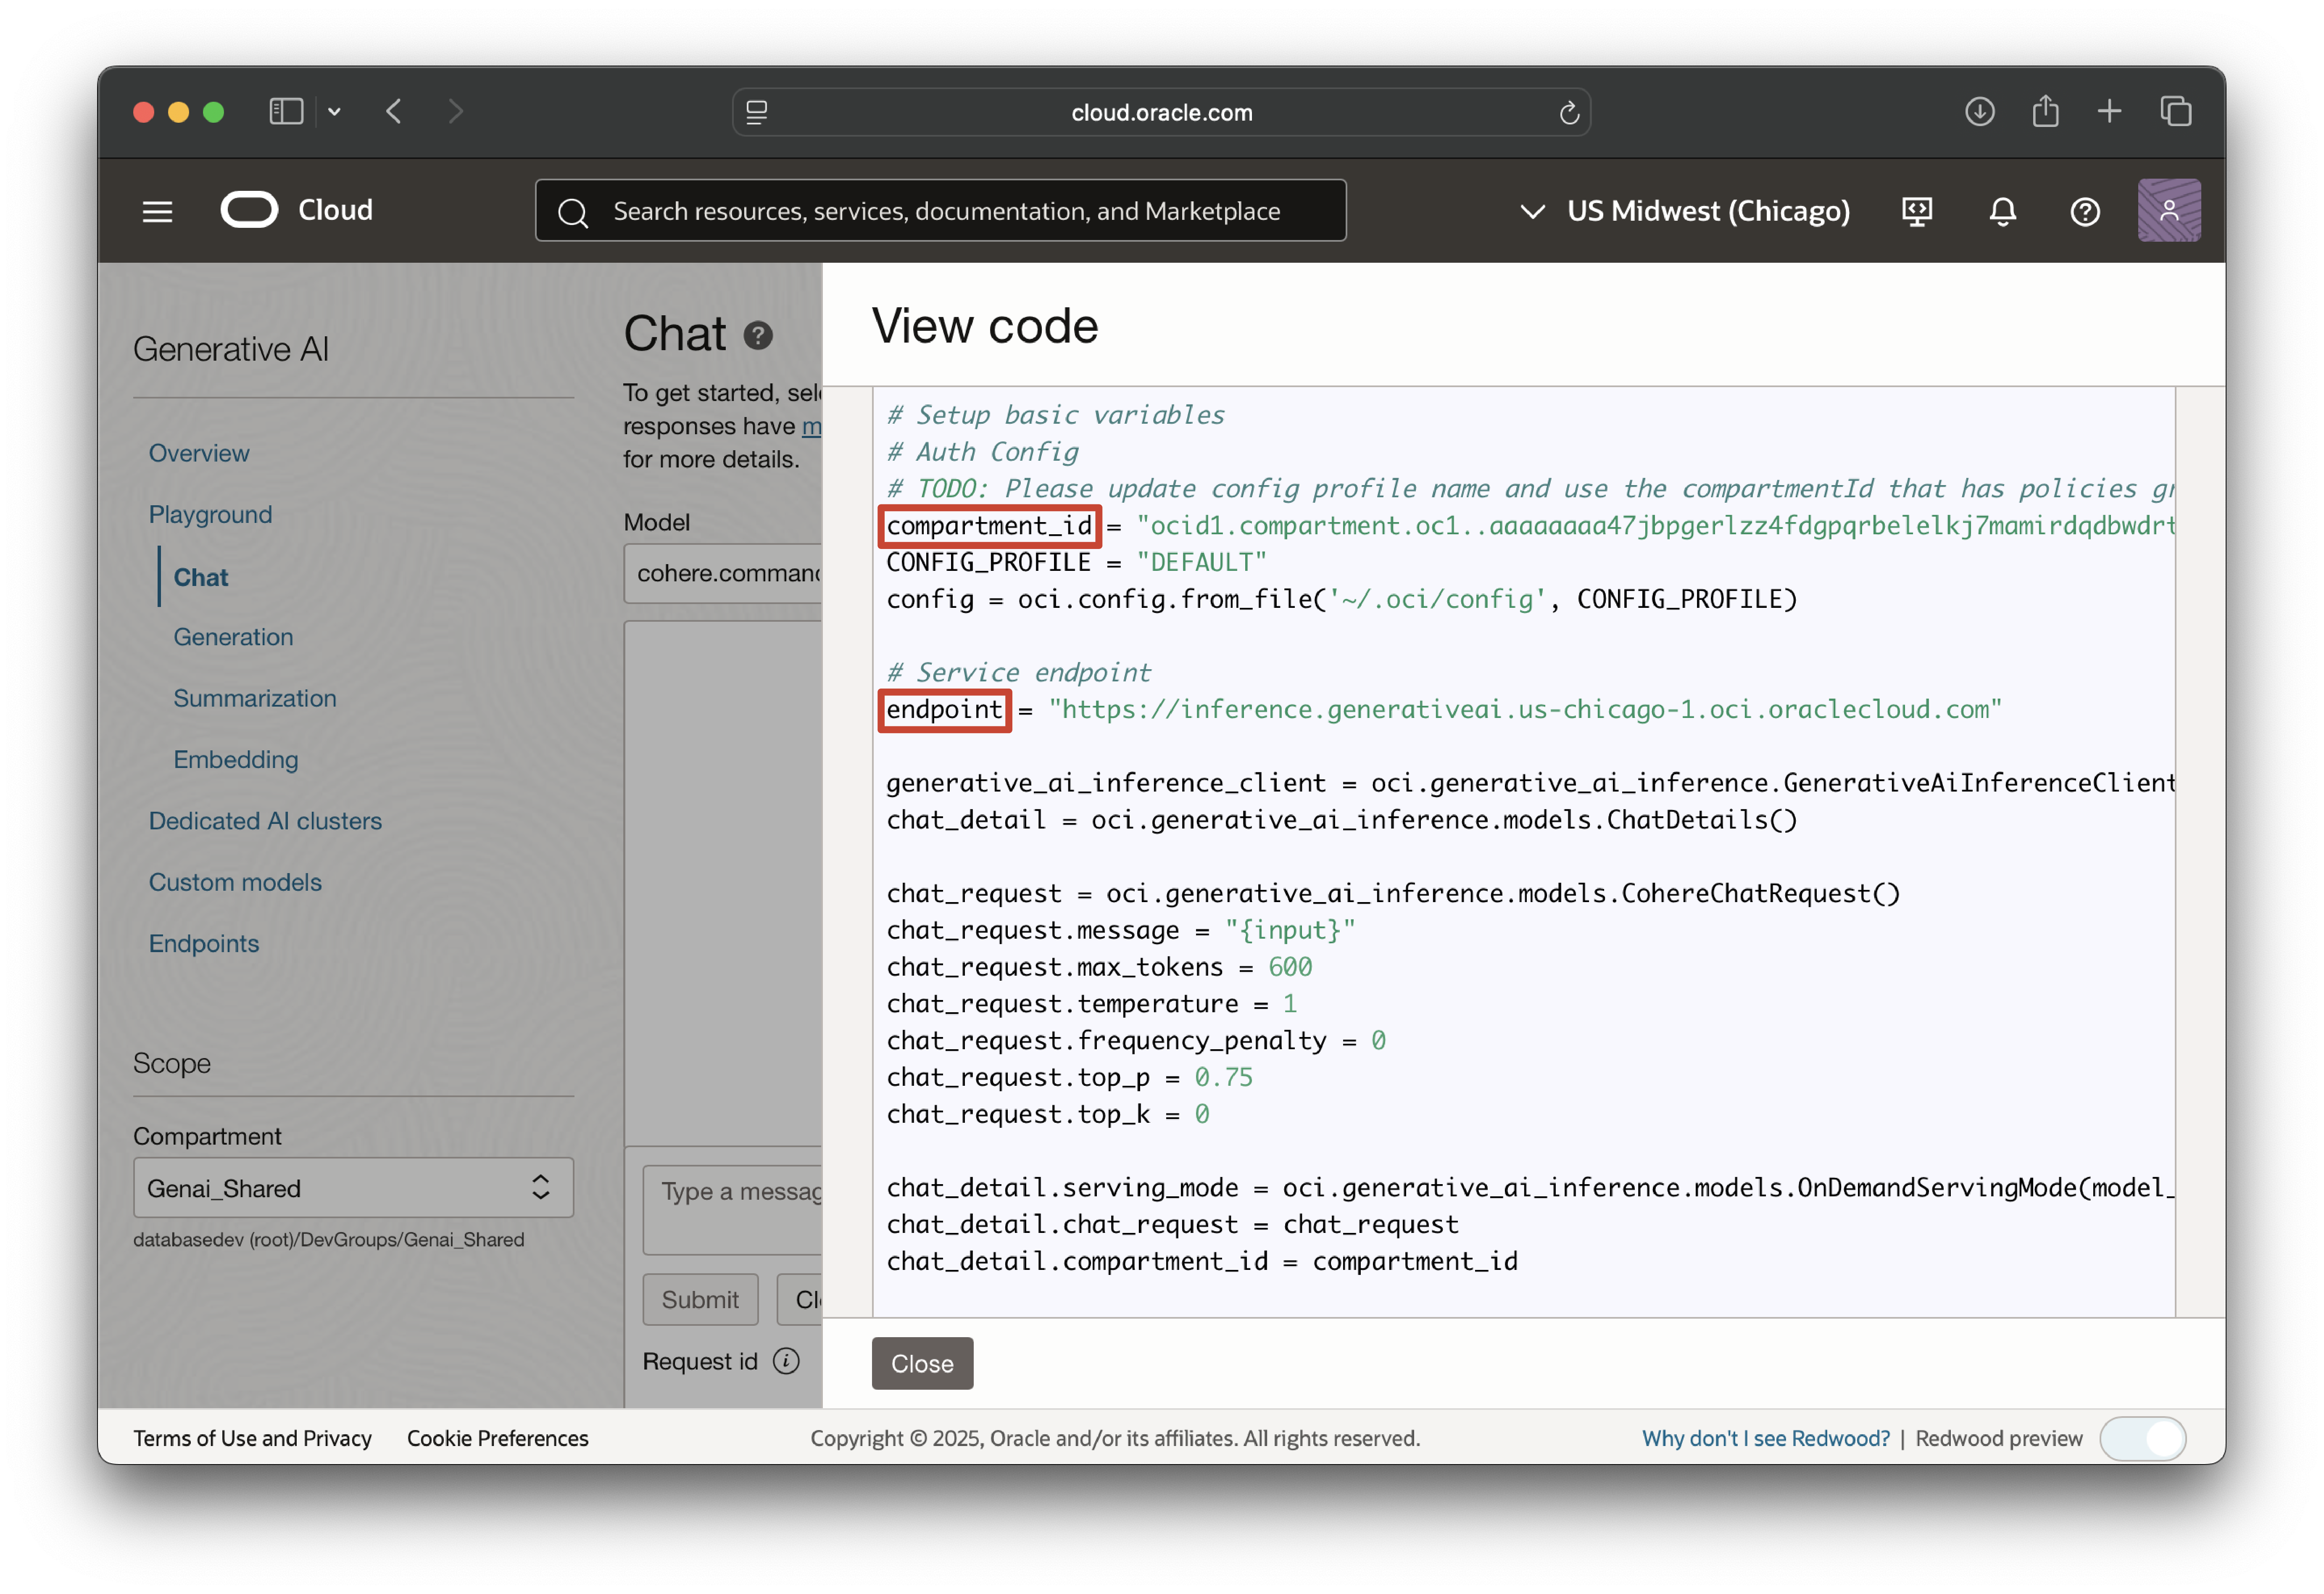 cloud.oracle.com
Cloud
Search resources, services, documentation, and Marketplace
US Midwest (Chicago)
Generative AI
Overview
Playground
Chat
Generation
Summarization
Embedding
Dedicated AI clusters
Custom models
Endpoints
Scope
Compartment
Genai_Shared
databasedev (root)/DevGroups/Genai_Shared
Chat
To get started, sel
responses have m
for more details.
Model
cohere.command
Type a messag
Submit
Cl
Request id
View code
# Setup basic variables
# Auth Config
# TODO: Please update config profile name and use the compartmentId that has policies gr
compartment_id = "ocid1.compartment.oc1..aaaaaaaa47jbpgerlzz4fdgpqrbelelkj7mamirdqdbwdrt
CONFIG_PROFILE = "DEFAULT"
config = oci.config.from_file('~/.oci/config', CONFIG_PROFILE)
# Service endpoint
endpoint = "https://inference.generativeai.us-chicago-1.oci.oraclecloud.com"
generative_ai_inference_client = oci.generative_ai_inference.GenerativeAiInferenceClient
chat_detail = oci.generative_ai_inference.models.ChatDetails()
chat_request = oci.generative_ai_inference.models.CohereChatRequest()
chat_request.message = "{input}"
chat_request.max_tokens = 600
chat_request.temperature = 1
chat_request.frequency_penalty = 0
chat_request.top_p = 0.75
chat_request.top_k = 0
chat_detail.serving_mode = oci.generative_ai_inference.models.OnDemandServingMode(model_
chat_detail.chat_request = chat_request
chat_detail.compartment_id = compartment_id
Close
Terms of Use and Privacy
Cookie Preferences
Copyright © 2025, Oracle and/or its affiliates. All rights reserved.
Why don't I see Redwood? | Redwood preview